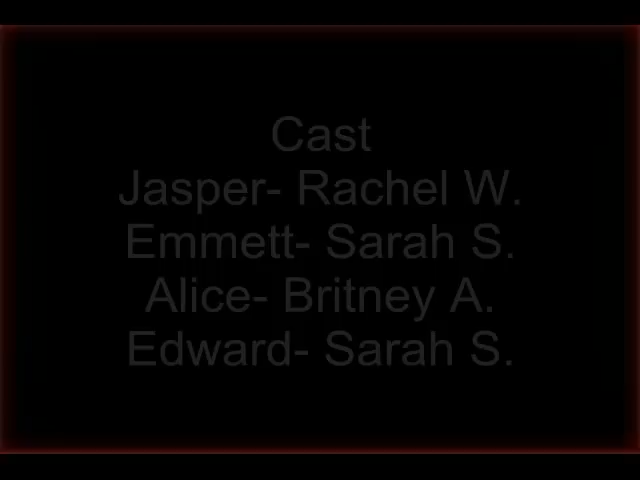 Cast
Jasper- Rachel W.
Emmett- Sarah S.
Alice- Britney A.
Edward- Sarah S.